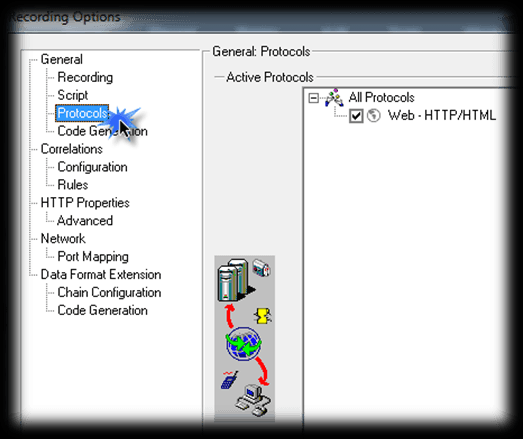 Recording Options
General
Recording
Script
Protocols
Code Generation
Correlations
Configuration
Rules
HTTP Properties
Advanced
Network
Port Mapping
Data Format Extension
Chain Configuration
Code Generation
General: Protocols
Active Protocols
All Protocols
Web - HTTP/HTML